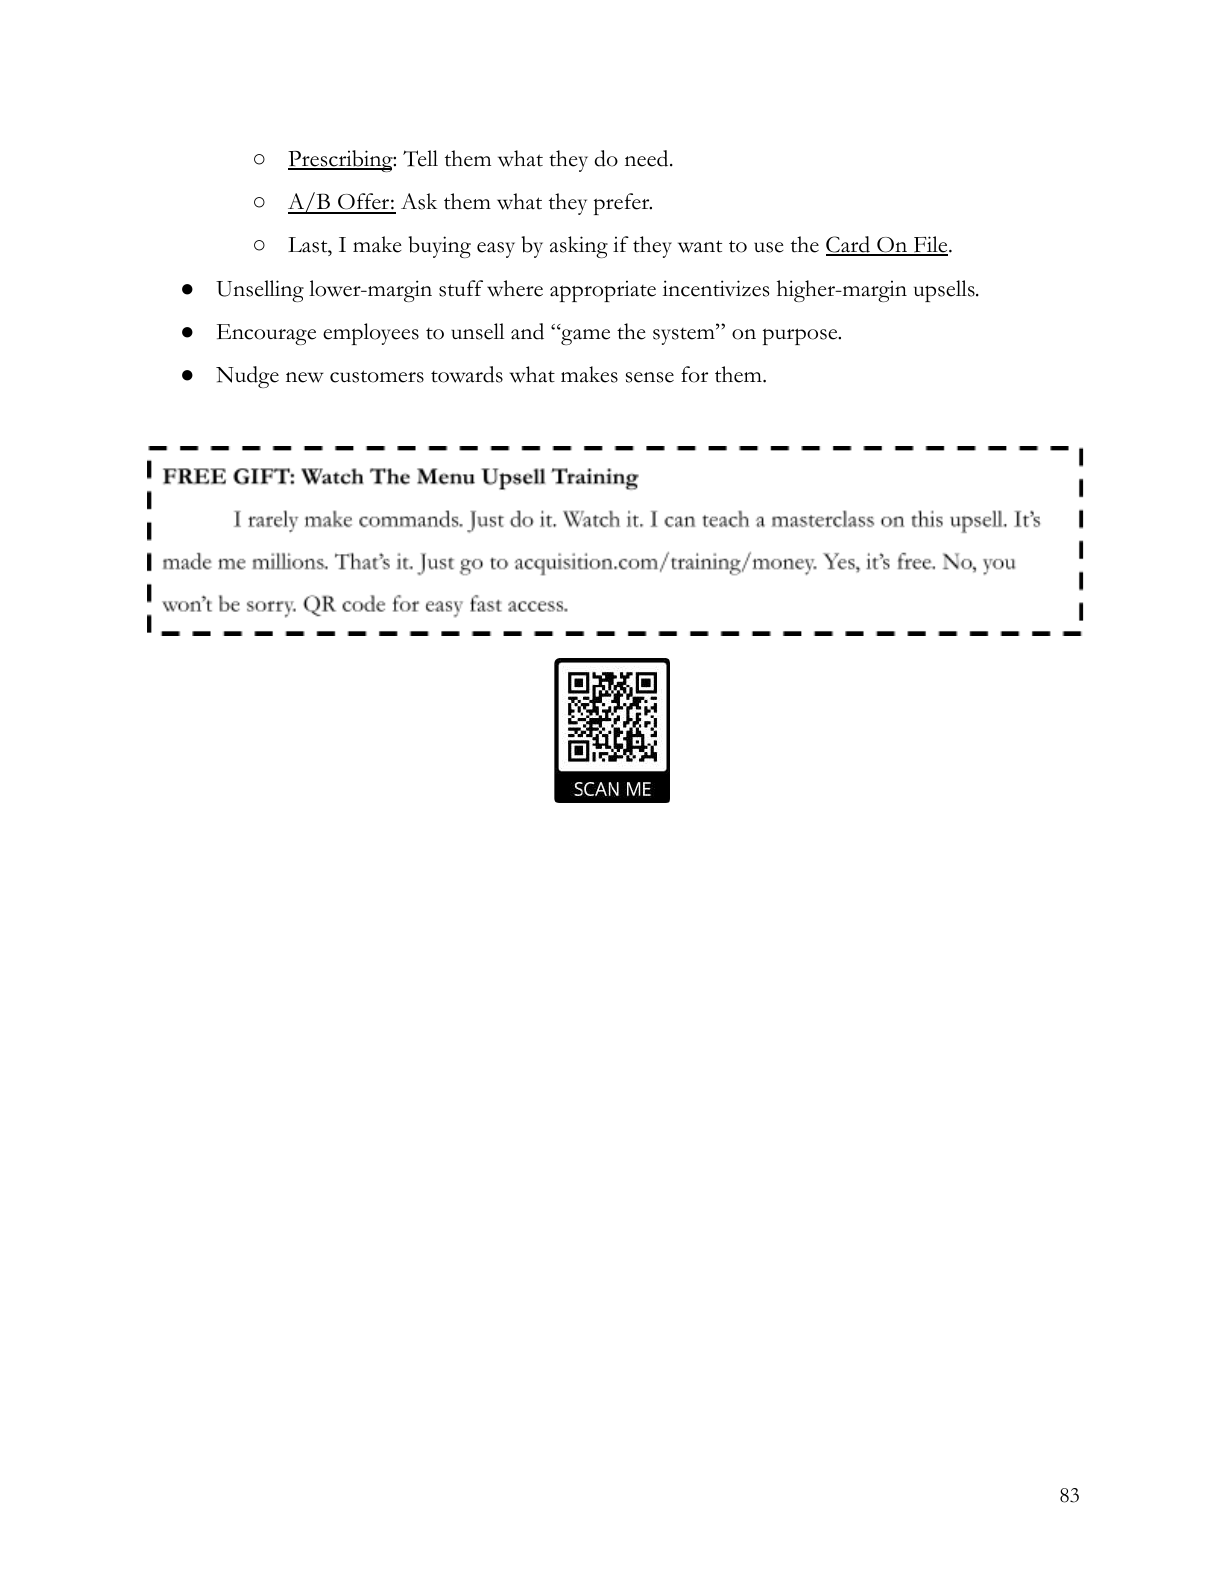 ○ Prescribing: Tell them what they do need.
○ A/B Offer: Ask them what they prefer.
○ Last, I make buying easy by asking if they want to use the Card On File.
● Unselling lower-margin stuff where appropriate incentivizes higher-margin upsells.
● Encourage employees to unsell and “game the system” on purpose.
● Nudge new customers towards what makes sense for them.
FREE GIFT: Watch The Menu Upsell Training
I rarely make commands. Just do it. Watch it. I can teach a masterclass on this upsell. It’s
made me millions. That’s it. Just go to acquisition.com/training/money. Yes, it’s free. No, you
won’t be sorry. QR code for easy fast access.
SCAN ME
83